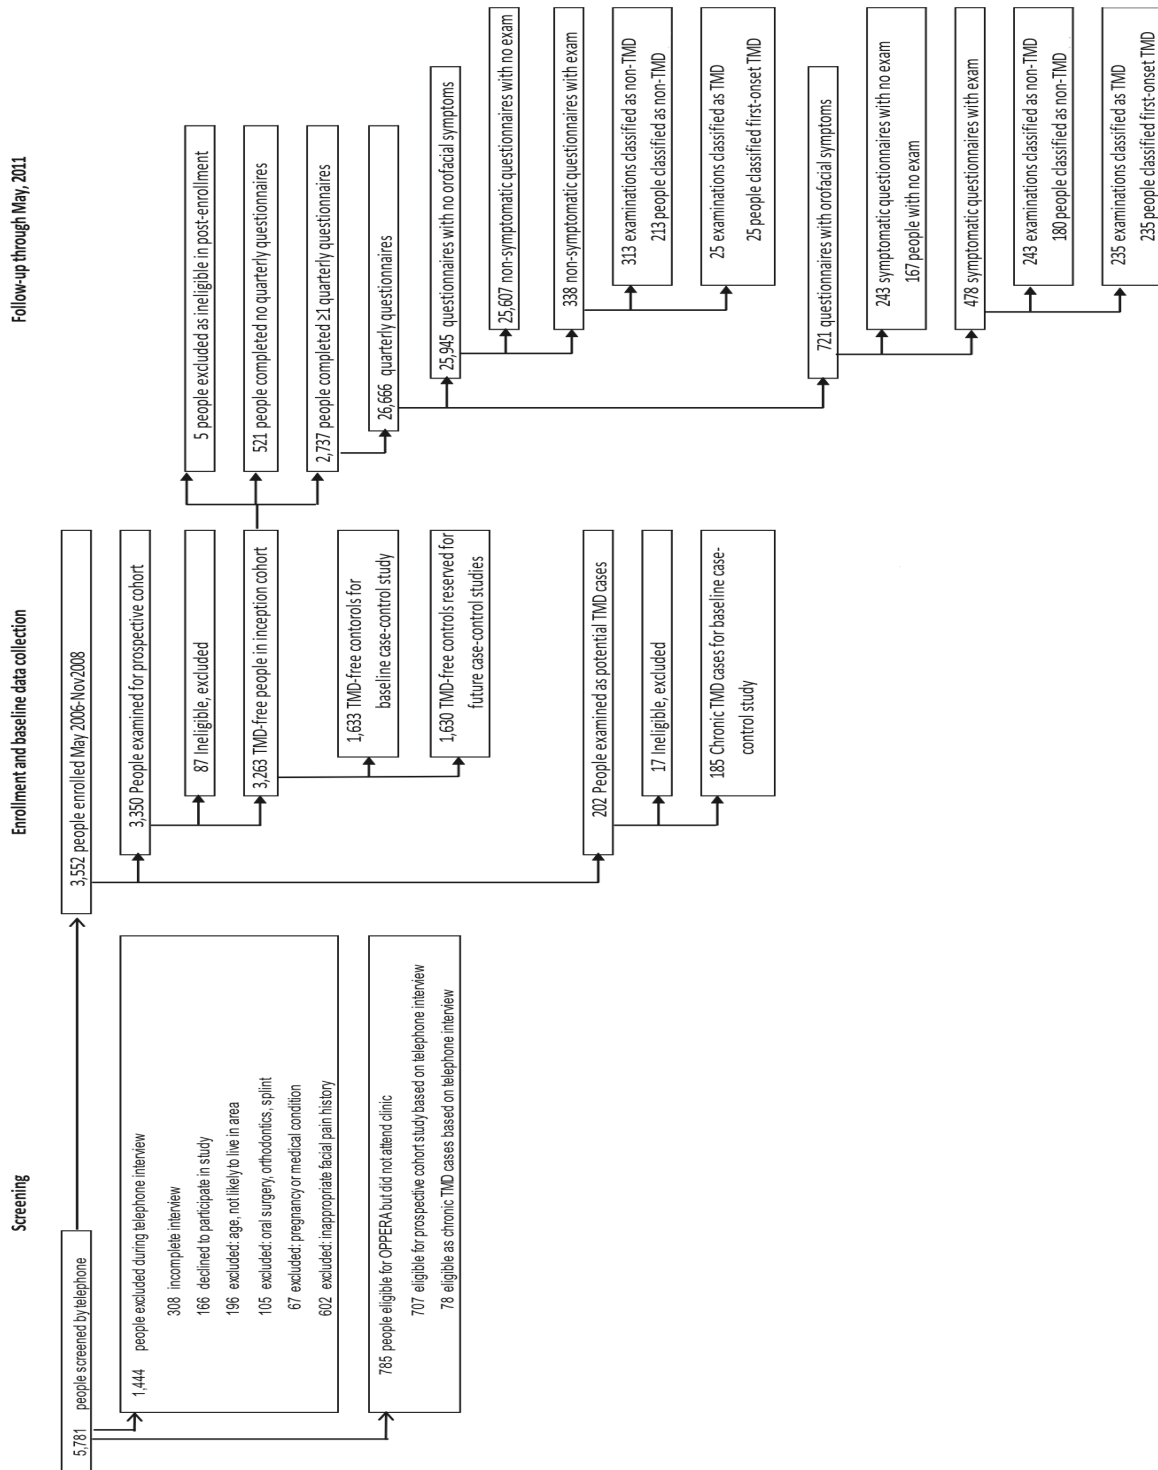 Screening
5,781 people screened by telephone
1,444 people excluded during telephone interview
308 incomplete interview
166 declined to participate in study
196 excluded: age, not likely to live in area
105 excluded: oral surgery, orthodontics, splint
67 excluded: pregnancy or medical condition
602 excluded: inappropriate facial pain history
785 people eligible for OPPERA but did not attend clinic
707 eligible for prospective cohort study based on telephone interview
78 eligible as chronic TMD cases based on telephone interview
Enrollment and baseline data collection
3,552 people enrolled May 2006-Nov2008
3,350 People examined for prospective cohort
87 Ineligible, excluded
3,263 TMD-free people in inception cohort
1,633 TMD-free contorols for
baseline case-control study
1,630 TMD-free controls reserved for
future case-control studies
202 People examined as potential TMD cases
17 Ineligible, excluded
185 Chronic TMD cases for baseline case-
control study
Follow-up through May, 2011
5 people excluded as ineligible in post-enrollment
521 people completed no quarterly questionnaires
2,737 people completed ≥1 quarterly questionnaires
26,666 quarterly questionnaires
25,945 questionnaires with no orofacial symptoms
25,607 non-symptomatic questionnaires with no exam
338 non-symptomatic questionnaires with exam
313 examinations classified as non-TMD
213 people classified as non-TMD
25 examinations classified as TMD
25 people classified first-onset TMD
721 questionnaires with orofacial symptoms
243 symptomatic questionnaires with no exam
167 people with no exam
478 symptomatic questionnaires with exam
243 examinations classified as non-TMD
180 people classified as non-TMD
235 examinations classified as TMD
235 people classified first-onset TMD